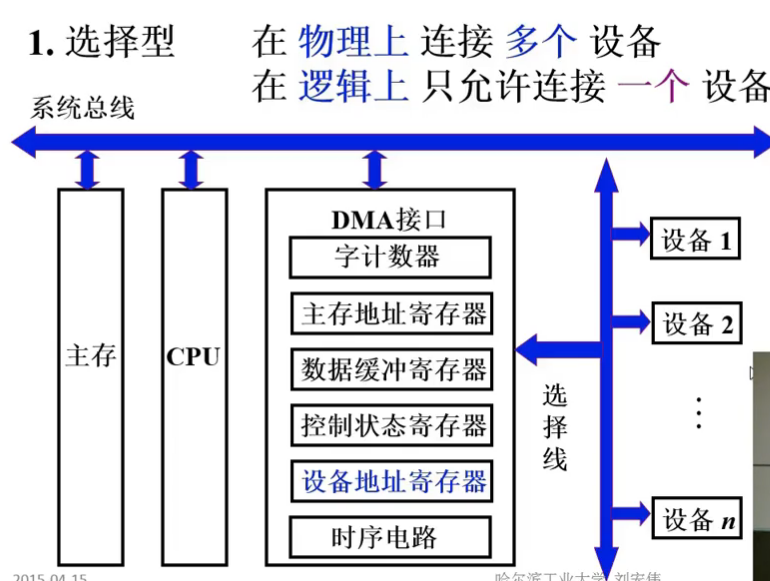 1. 选择型 在 物理上 连接 多个 设备
在 逻辑上 只允许连接 一个 设备
系统总线
DMA接口
字计数器
主存地址寄存器
数据缓冲寄存器
控制状态寄存器
设备地址寄存器
时序电路
主存
CPU
选择线
设备 1
设备 2
⋮
设备 n
2015.04.15
哈尔滨工业大学 刘宏伟